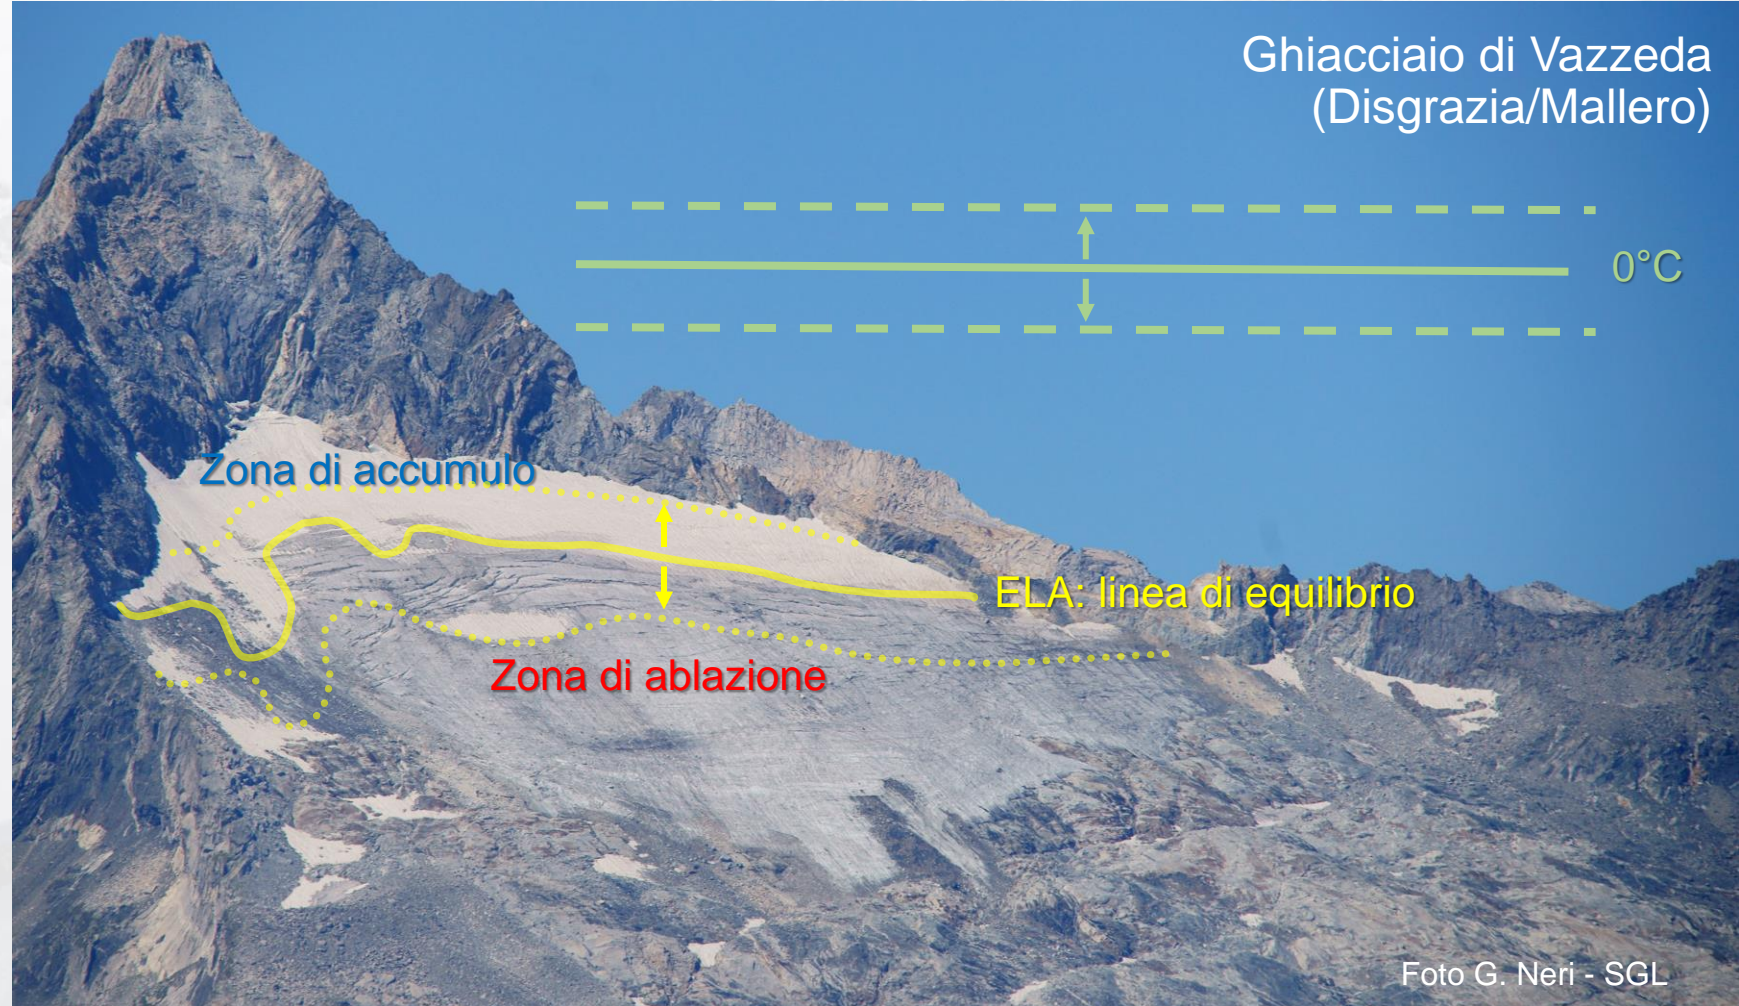 Ghiacciaio di Vazzeda
(Disgrazia/Mallero)
0°C
Zona di accumulo
ELA: linea di equilibrio
Zona di ablazione
Foto G. Neri - SGL